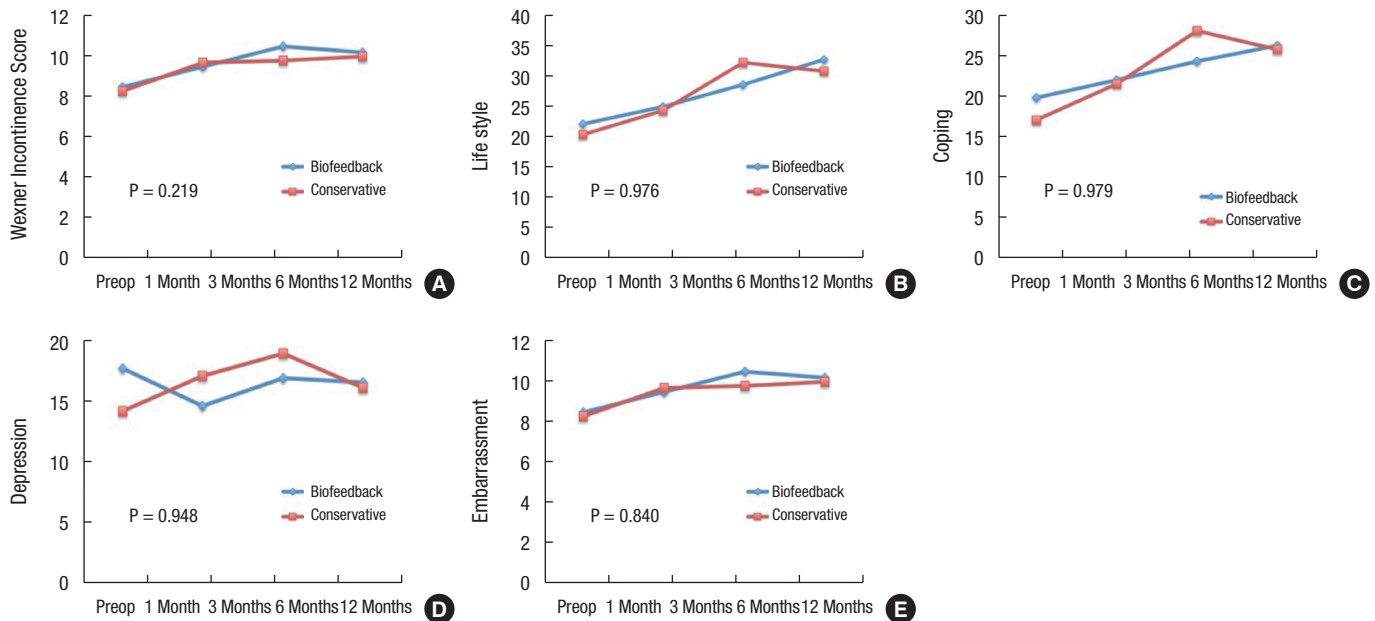 Wexner Incontinence Score
12
10
8
6
4
2
0
P = 0.219
Biofeedback
Conservative
Preop 1 Month 3 Months 6 Months 12 Months
A
Life style
40
35
30
25
20
15
10
5
0
P = 0.976
Biofeedback
Conservative
Preop 1 Month 3 Months 6 Months 12 Months
B
Coping
30
25
20
15
10
5
0
P = 0.979
Biofeedback
Conservative
Preop 1 Month 3 Months 6 Months 12 Months
C
Depression
20
15
10
5
0
P = 0.948
Biofeedback
Conservative
Preop 1 Month 3 Months 6 Months 12 Months
D
Embarrassment
12
10
8
6
4
2
0
P = 0.840
Biofeedback
Conservative
Preop 1 Month 3 Months 6 Months 12 Months
E